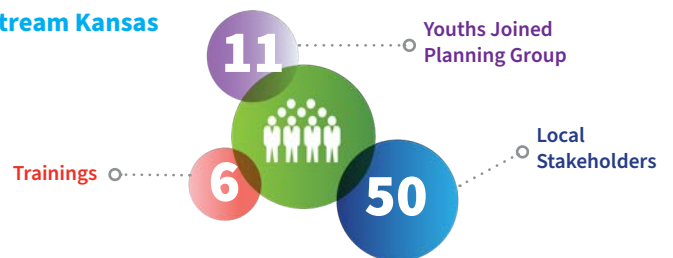 tream Kansas
11
Youths Joined
Planning Group
Trainings
6
50
Local
Stakeholders